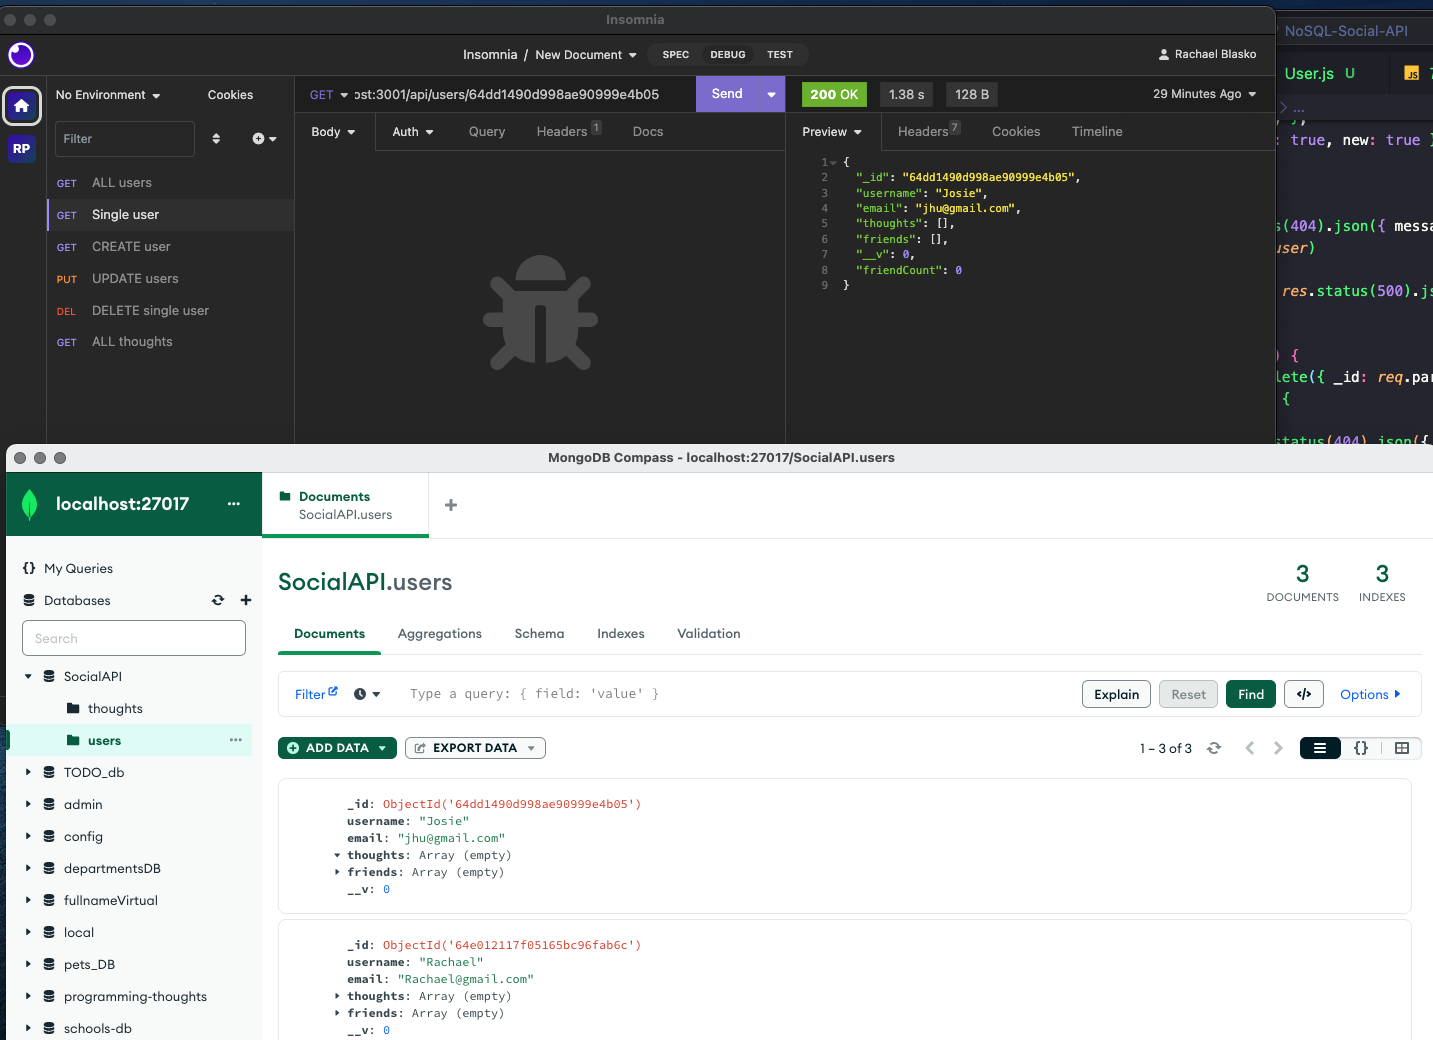 Insomnia
Insomnia / New Document
SPEC DEBUG TEST
Rachael Blasko
NoSQL-Social-API
User.js U
JS
No Environment
Cookies
GET ost:3001/api/users/64dd1490d998ae90999e4b05
Send
200 OK
1.38 s
128 B
29 Minutes Ago
RP
Filter
Body
Auth
Query
Headers 1
Docs
Preview
Headers 7
Cookies
Timeline
GET ALL users
GET Single user
GET CREATE user
PUT UPDATE users
DEL DELETE single user
GET ALL thoughts
1 {
2 "_id": "64dd1490d998ae90999e4b05",
3 "username": "Josie",
4 "email": "jhu@gmail.com",
5 "thoughts": [],
6 "friends": [],
7 "__v": 0,
8 "friendCount": 0
9 }
...
: true, new: true }
s(404).json({ messa
user)
res.status(500).js
) {
lete({ _id: req.par
{
status(404).json({
MongoDB Compass - localhost:27017/SocialAPI.users
localhost:27017 ...
Documents
SocialAPI.users
+
{} My Queries
Databases
Search
SocialAPI
thoughts
users ...
TODO_db
admin
config
departmentsDB
fullnameVirtual
local
pets_DB
programming-thoughts
schools-db
SocialAPI.users
3
DOCUMENTS
3
INDEXES
Documents
Aggregations
Schema
Indexes
Validation
Filter
Type a query: { field: 'value' }
Explain
Reset
Find
</>
Options
ADD DATA
EXPORT DATA
1 – 3 of 3
{}
_id: ObjectId('64dd1490d998ae90999e4b05')
username: "Josie"
email: "jhu@gmail.com"
thoughts: Array (empty)
friends: Array (empty)
__v: 0
_id: ObjectId('64e012117f05165bc96fab6c')
username: "Rachael"
email: "Rachael@gmail.com"
thoughts: Array (empty)
friends: Array (empty)
__v: 0